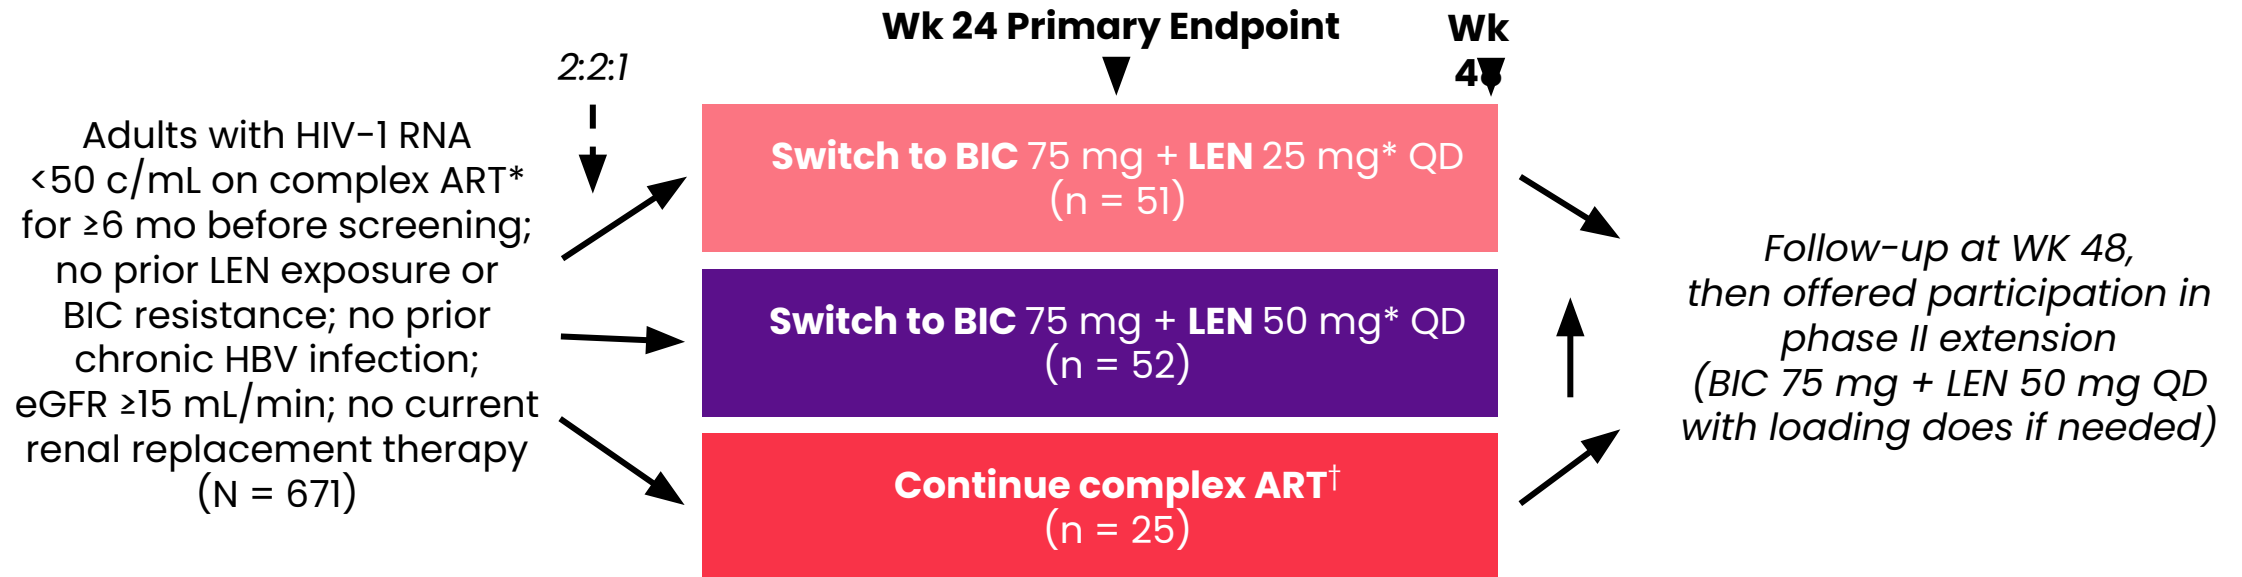 Wk 24 Primary Endpoint
Wk
48
2:2:1
Adults with HIV-1 RNA
<50 c/mL on complex ART*
for ≥6 mo before screening;
no prior LEN exposure or
BIC resistance; no prior
chronic HBV infection;
eGFR ≥15 mL/min; no current
renal replacement therapy
(N = 671)
Switch to BIC 75 mg + LEN 25 mg* QD
(n = 51)
Switch to BIC 75 mg + LEN 50 mg* QD
(n = 52)
Continue complex ART†
(n = 25)
Follow-up at WK 48,
then offered participation in
phase II extension
(BIC 75 mg + LEN 50 mg QD
with loading does if needed)